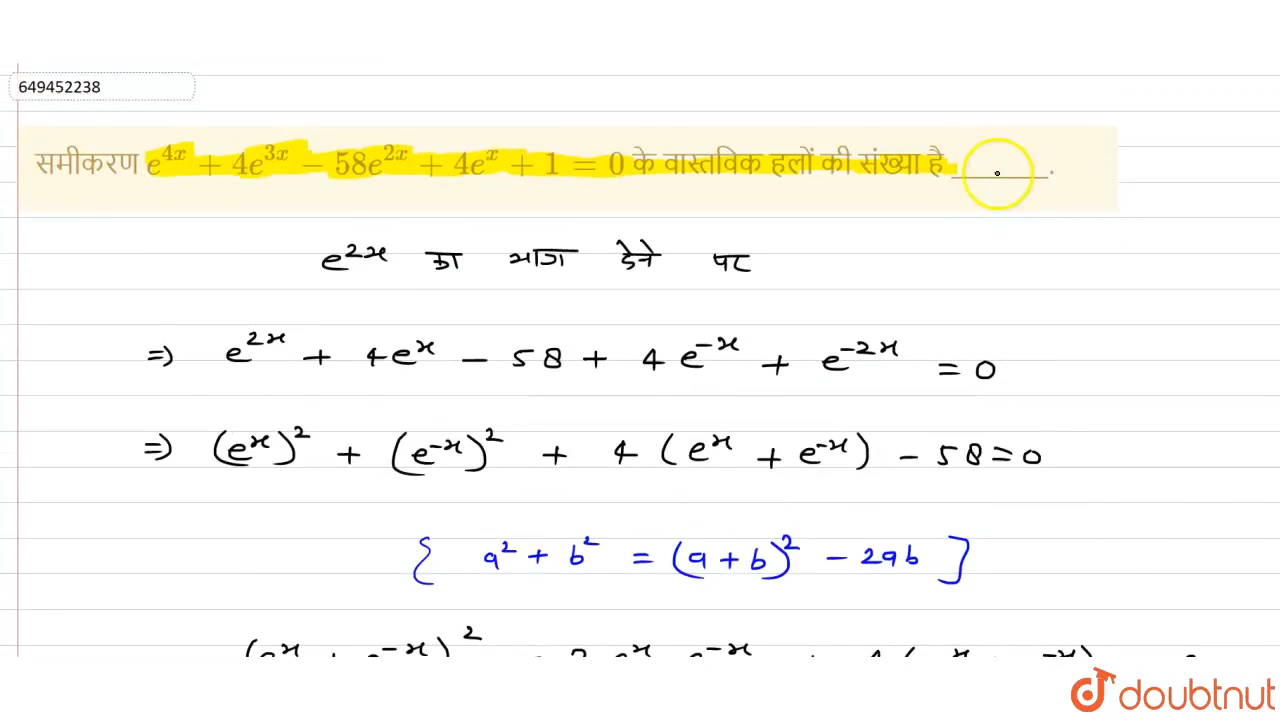 649452238
समीकरण e^{4x} + 4e^{3x} − 58e^{2x} + 4e^{x} + 1 = 0 के वास्तविक हलों की संख्या है ______.
e^{2x} का भाग देने पर
⇒ e^{2x} + 4e^{x} − 58 + 4e^{−x} + e^{−2x} = 0
⇒ (e^{x})^{2} + (e^{−x})^{2} + 4(e^{x} + e^{−x}) − 58 = 0
{ a^{2} + b^{2} = (a + b)^{2} − 2ab }
doubtnut